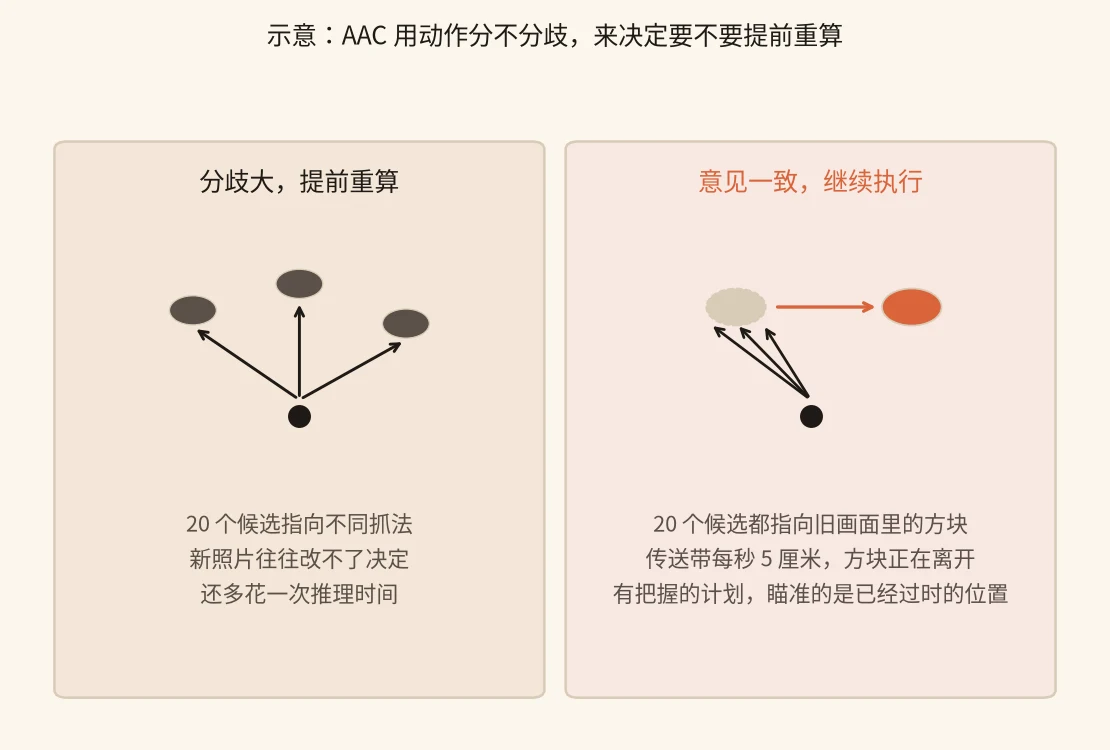 示意：AAC 用动作分不分歧，来决定要不要提前重算
分歧大，提前重算
20 个候选指向不同抓法
新照片往往改不了决定
还多花一次推理时间
意见一致，继续执行
20 个候选都指向旧画面里的方块
传送带每秒 5 厘米，方块正在离开
有把握的计划，瞄准的是已经过时的位置